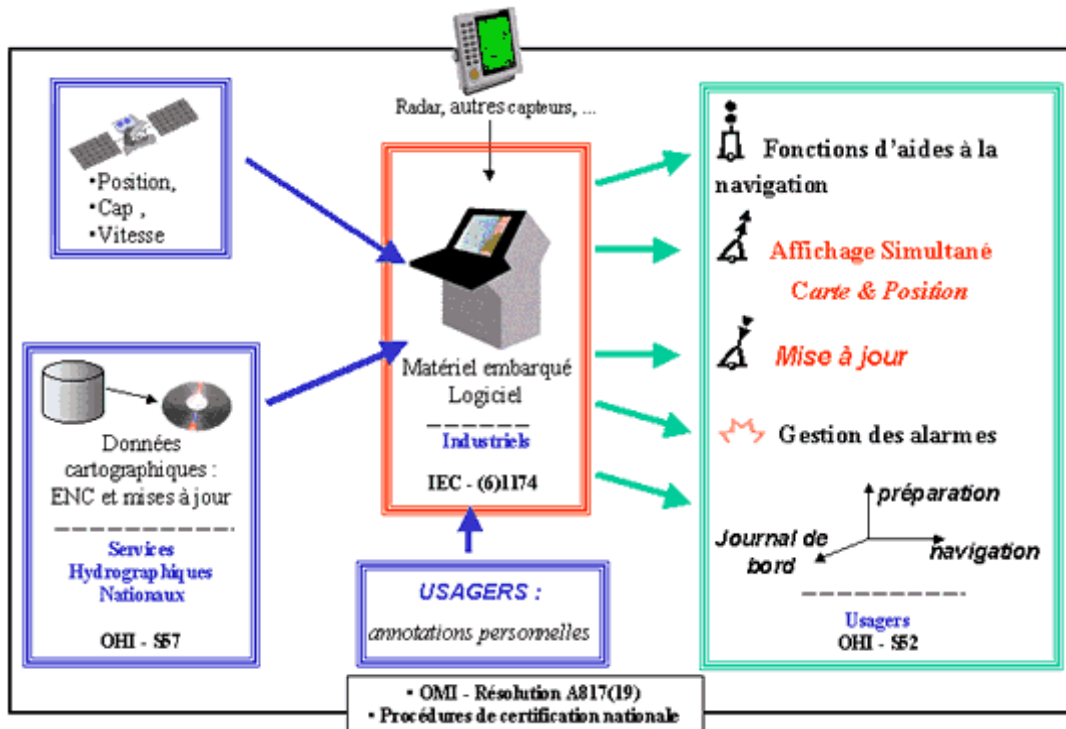 Radar, autres capteurs, ...
•Position,
•Cap ,
•Vitesse
Données
cartographiques :
ENC et mises à jour
Services
Hydrographiques
Nationaux
OHI - S57
Matériel embarqué
Logiciel
Industriels
IEC - (6)1174
USAGERS :
annotations personnelles
Fonctions d'aides à la
navigation
Affichage Simultané
Carte & Position
Mise à jour
Gestion des alarmes
préparation
Journal de
bord
navigation
Usagers
OHI - S52
• OMI - Résolution A817(19)
• Procédures de certification nationale